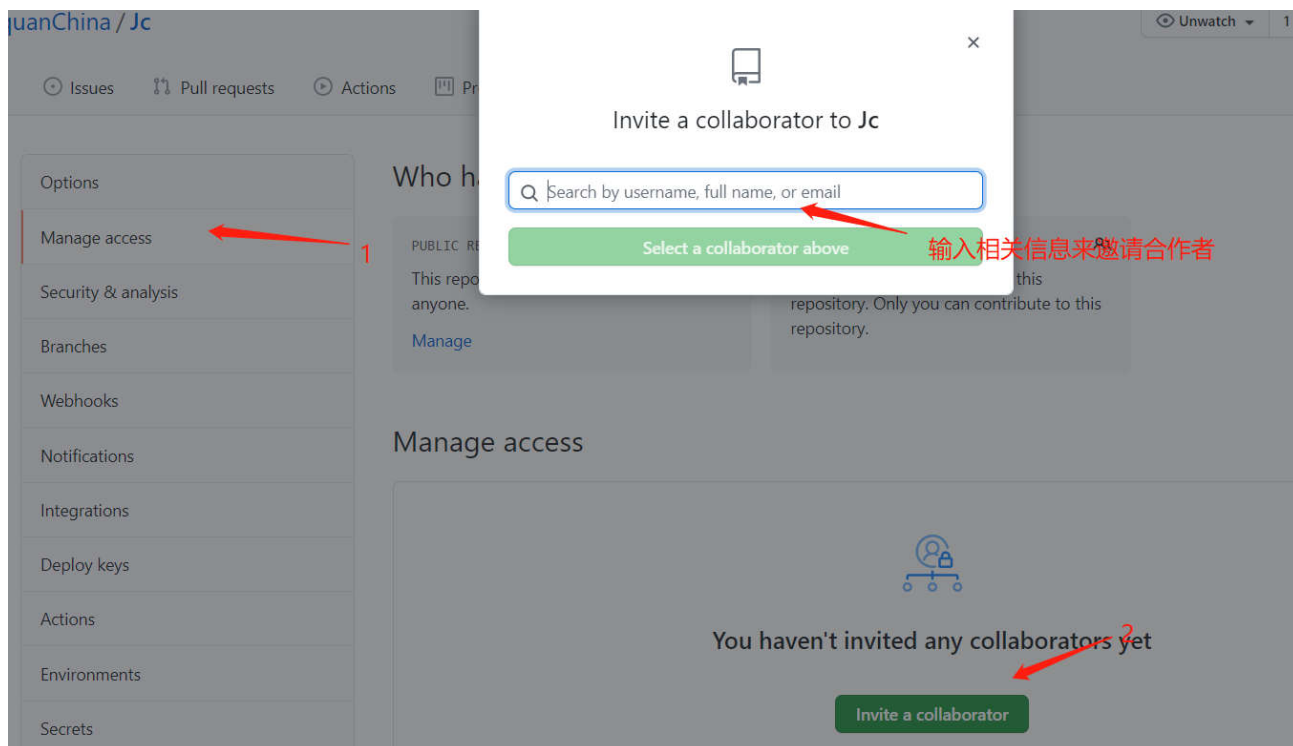 quanChina / Jc
Unwatch 1
Issues Pull requests Actions Pr
Invite a collaborator to Jc
Search by username, full name, or email
Select a collaborator above
输入相关信息来邀请合作者
Options
Manage access
1
Security & analysis
Branches
Webhooks
Notifications
Integrations
Deploy keys
Actions
Environments
Secrets
Who ha
PUBLIC RE
This repo
anyone.
Manage
this
repository. Only you can contribute to this
repository.
Manage access
You haven't invited any collaborators yet
2
Invite a collaborator